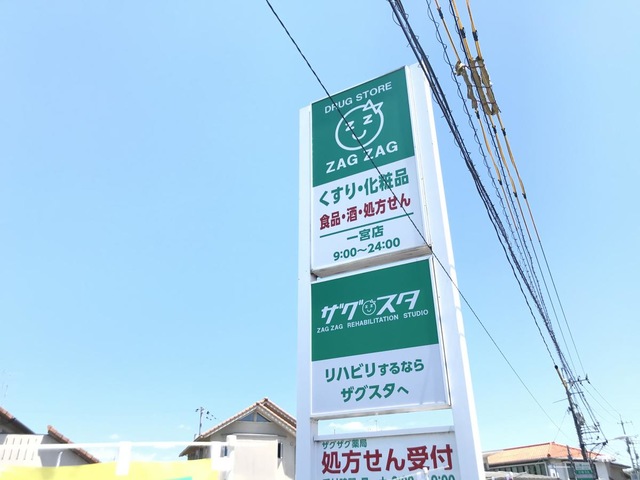 DRUG STORE
ZAG ZAG
くすり・化粧品
食品・酒・処方せん
一宮店
9:00～24:00
ザグスタ
ZAG ZAG REHABILITATION STUDIO
リハビリするなら
ザグスタへ
ザグザグ薬局
処方せん受付